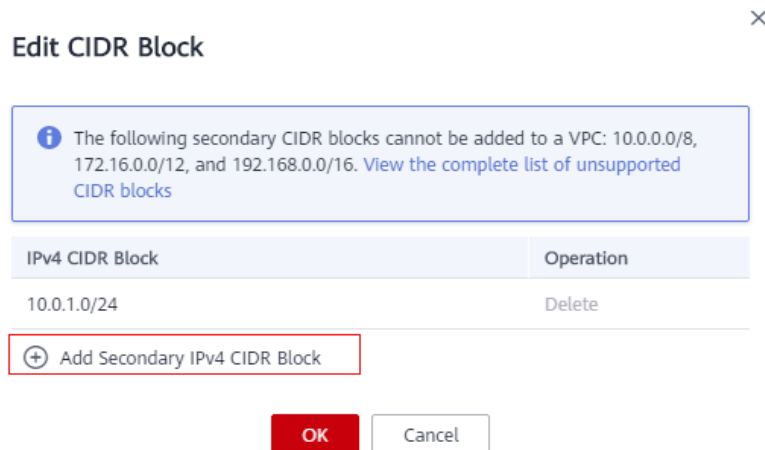 Edit CIDR Block
The following secondary CIDR blocks cannot be added to a VPC: 10.0.0.0/8,
172.16.0.0/12, and 192.168.0.0/16. View the complete list of unsupported
CIDR blocks
IPv4 CIDR Block Operation
10.0.1.0/24 Delete
Add Secondary IPv4 CIDR Block
OK Cancel